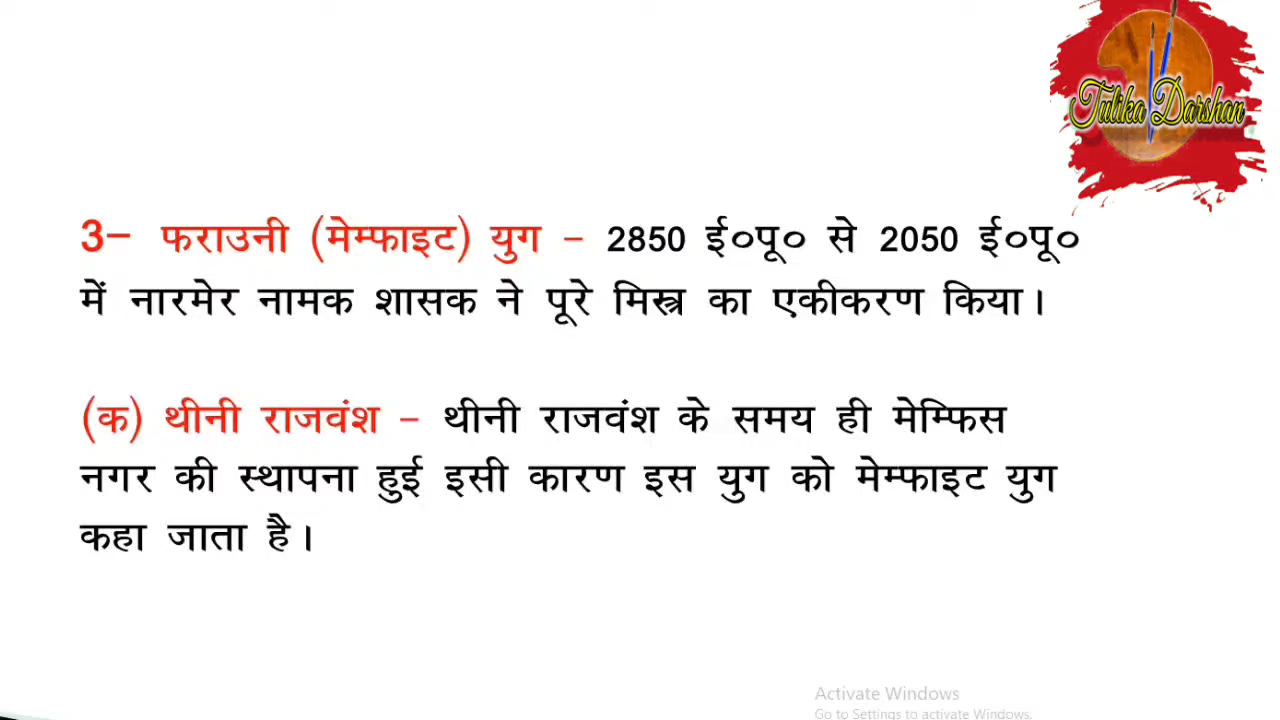 Tulika Darshan
3- फराउनी (मेम्फाइट) युग - 2850 ई०पू० से 2050 ई०पू०
में नारमेर नामक शासक ने पूरे मिस्त्र का एकीकरण किया।
(क) थीनी राजवंश - थीनी राजवंश के समय ही मेम्फिस
नगर की स्थापना हुई इसी कारण इस युग को मेम्फाइट युग
कहा जाता है।
Activate Windows
Go to Settings to activate Windows.